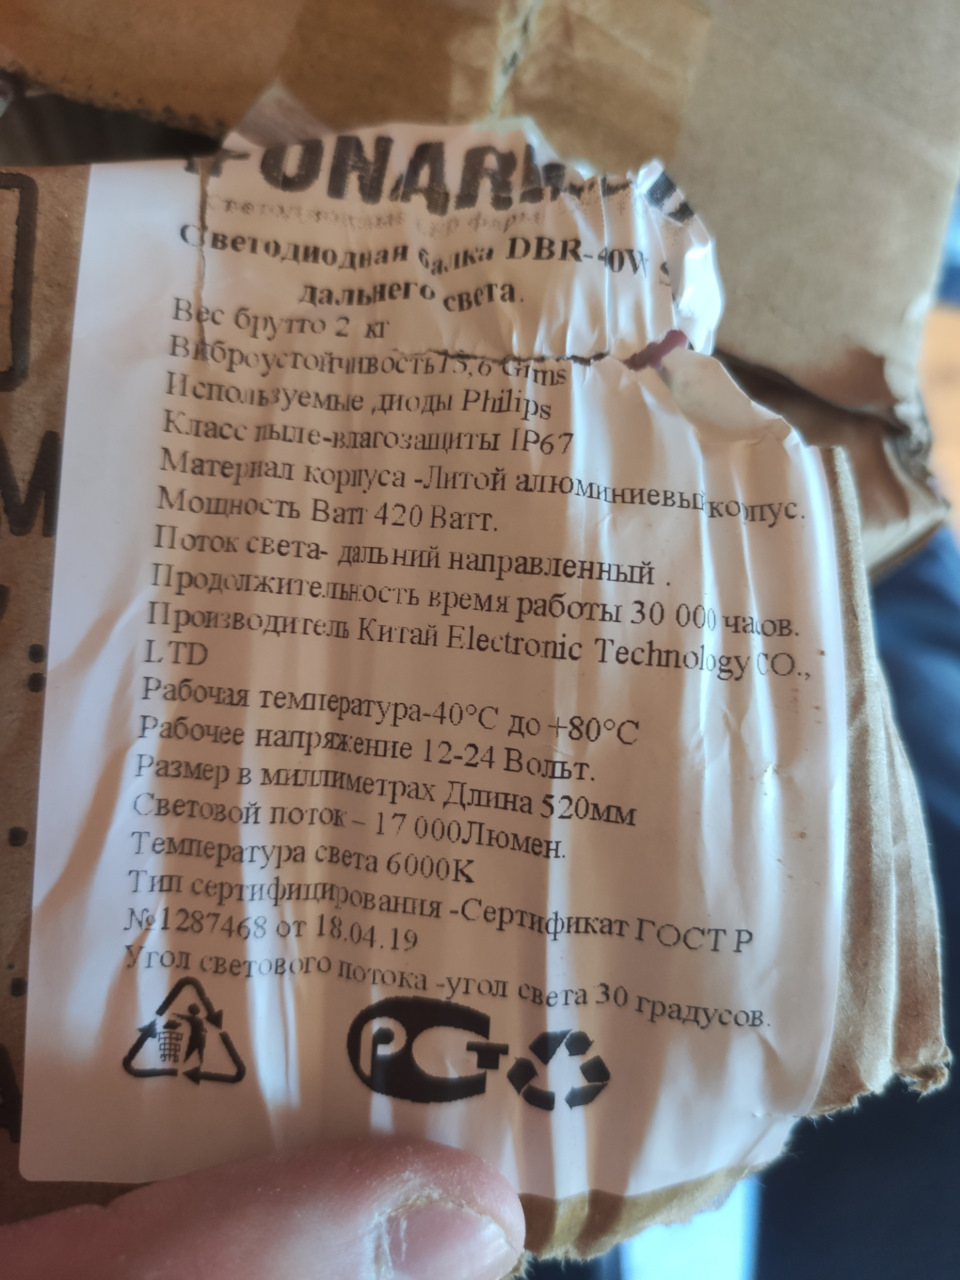 Светодиодная балка DBR-40W S
дальнего света.
Вес брутто 2 кг
Виброустойчивость 15,6 Grms
Используемые диоды Philips
Класс пыле-влагозащиты IP67
Материал корпуса -Литой алюминиевый корпус.
Мощность Ватт 420 Ватт.
Поток света- дальний направленный .
Продолжительность время работы 30 000 часов.
Производитель Китай Electronic Technology CO.,
LTD
Рабочая температура-40°C до +80°C
Рабочее напряжение 12-24 Вольт.
Размер в миллиметрах Длина 520мм
Световой поток – 17 000Люмен.
Температура света 6000K
Тип сертифицирования -Сертификат ГОСТ Р
№1287468 от 18.04.19
Угол светового потока -угол света 30 градусов.
РСТ